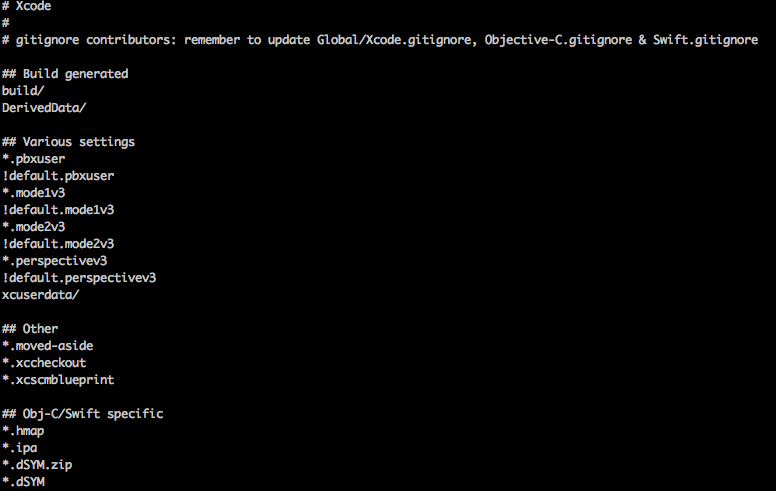 # Xcode
#
# gitignore contributors: remember to update Global/Xcode.gitignore, Objective-C.gitignore & Swift.gitignore
## Build generated
build/
DerivedData/
## Various settings
*.pbxuser
!default.pbxuser
*.mode1v3
!default.mode1v3
*.mode2v3
!default.mode2v3
*.perspectivev3
!default.perspectivev3
xcuserdata/
## Other
*.moved-aside
*.xccheckout
*.xcscmblueprint
## Obj-C/Swift specific
*.hmap
*.ipa
*.dSYM.zip
*.dSYM